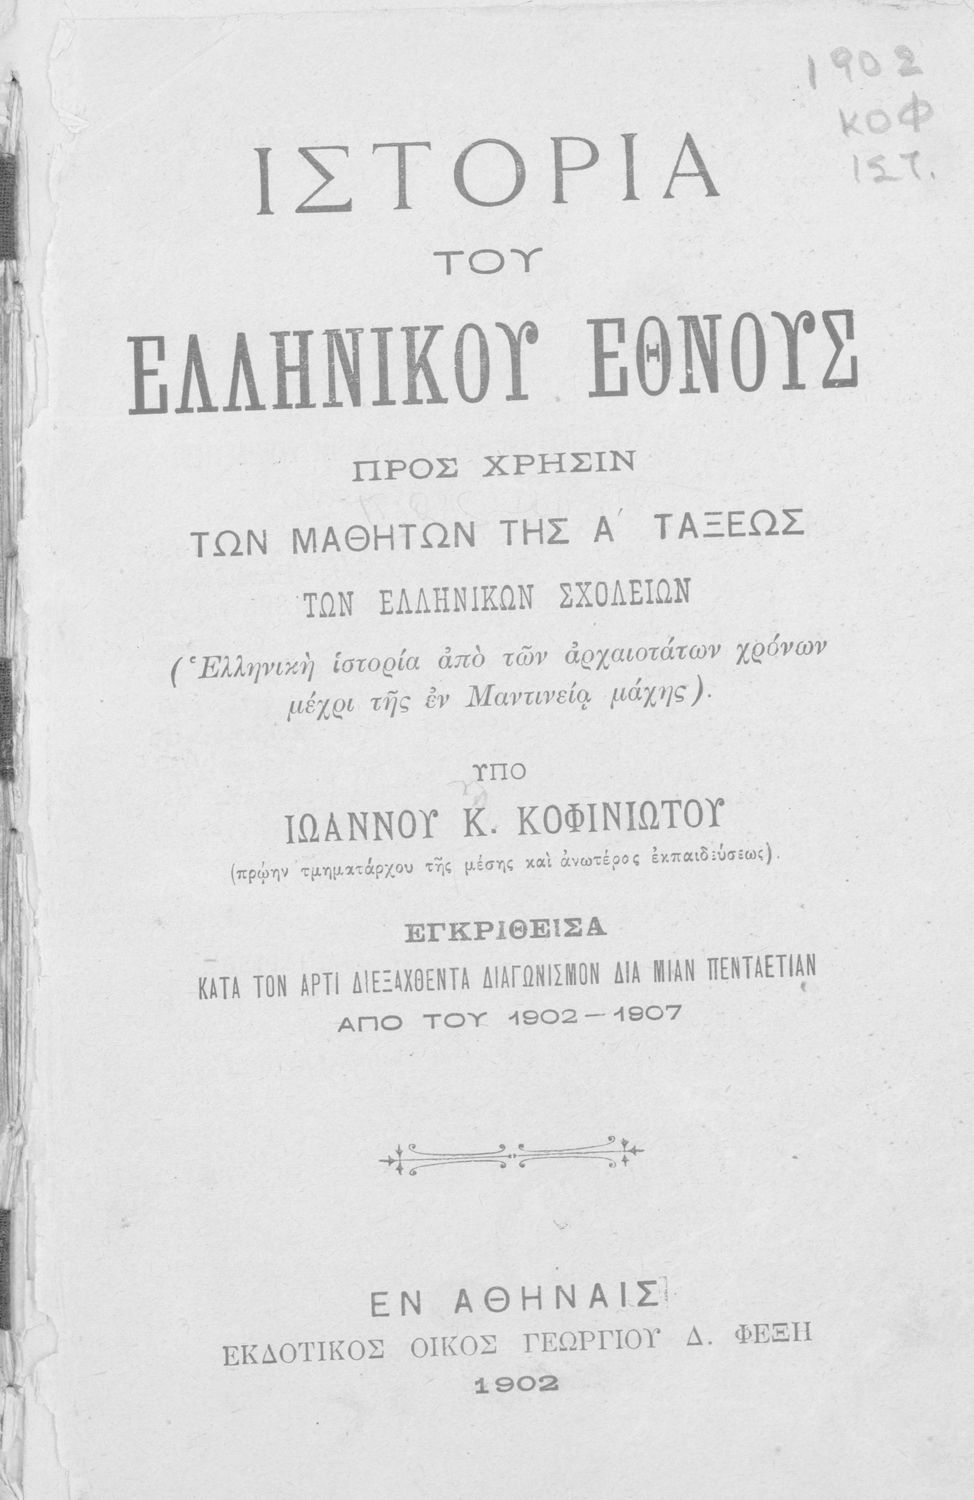 1902
ΚΟΦ
ΙΣΤ.
ΙΣΤΟΡΙΑ
ΤΟΥ
ΕΛΛΗΝΙΚΟΥ ΕΘΝΟΥΣ
ΠΡΟΣ ΧΡΗΣΙΝ
ΤΩΝ ΜΑΘΗΤΩΝ ΤΗΣ Α΄ ΤΑΞΕΩΣ
ΤΩΝ ΕΛΛΗΝΙΚΩΝ ΣΧΟΛΕΙΩΝ
(Ἑλληνικὴ ἱστορία ἀπὸ τῶν ἀρχαιοτάτων χρόνων
μέχρι τῆς ἐν Μαντινείᾳ μάχης).
ΥΠΟ
ΙΩΑΝΝΟΥ Κ. ΚΟΦΙΝΙΩΤΟΥ
(πρῴην τμηματάρχου τῆς μέσης καὶ ἀνωτέρος ἐκπαιδεύσεως).
ΕΓΚΡΙΘΕΙΣΑ
ΚΑΤΑ ΤΟΝ ΑΡΤΙ ΔΙΕΞΑΧΘΕΝΤΑ ΔΙΑΓΩΝΙΣΜΟΝ ΔΙΑ ΜΙΑΝ ΠΕΝΤΑΕΤΙΑΝ
ΑΠΟ ΤΟΥ 1902—1907
ΕΝ ΑΘΗΝΑΙΣ
ΕΚΔΟΤΙΚΟΣ ΟΙΚΟΣ ΓΕΩΡΓΙΟΥ Δ. ΦΕΞΗ
1902